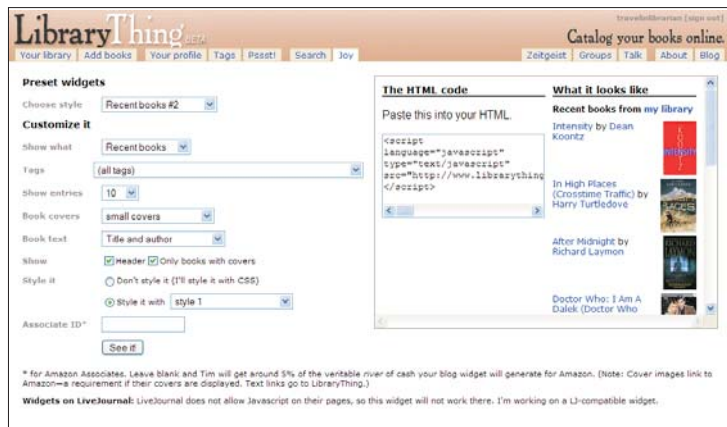 LibraryThing BETA
travelinlibrarian [sign out]
Catalog your books online.
Your library Add books Your profile Tags Pssst! Search Joy
Zeitgeist Groups Talk About Blog
Preset widgets
Choose style Recent books #2
Customize it
Show what Recent books
Tags (all tags)
Show entries 10
Book covers small covers
Book text Title and author
Show Header Only books with covers
Style it Don't style it (I'll style it with CSS)
Style it with style 1
Associate ID*
See it!
The HTML code
Paste this into your HTML.
<script
language="javascript"
type="text/javascript"
src="http://www.librarything
</script>
What it looks like
Recent books from my library
Intensity by Dean
Koontz
INTENSITY
In High Places
(Crosstime Traffic) by
Harry Turtledove
After Midnight by
Richard Laymon
Doctor Who: I Am A
Dalek (Doctor Who
* for Amazon Associates. Leave blank and Tim will get around 5% of the veritable river of cash your blog widget will generate for Amazon. (Note: Cover images link to
Amazon—a requirement if their covers are displayed. Text links go to LibraryThing.)
Widgets on LiveJournal: LiveJournal does not allow Javascript on their pages, so this widget will not work there. I'm working on a LJ-compatible widget.